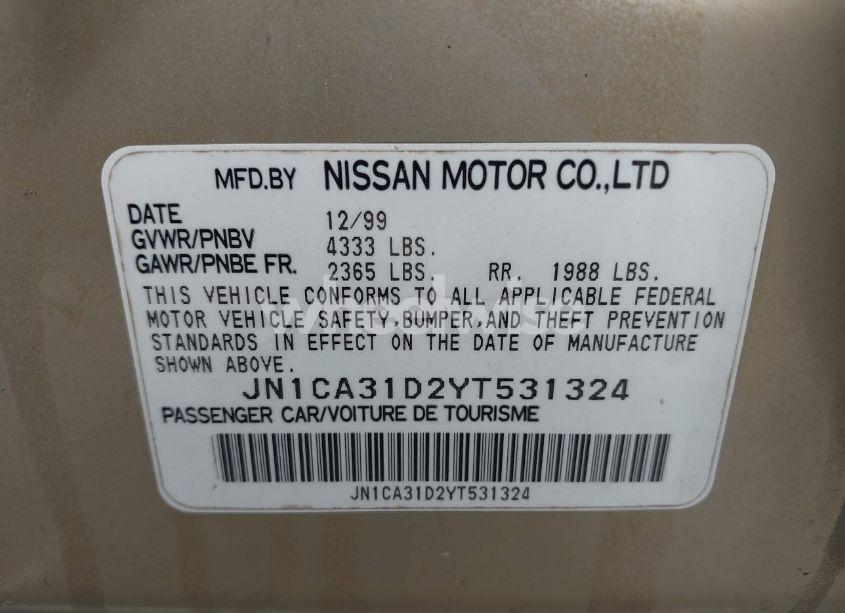 MFD.BY NISSAN MOTOR CO.,LTD
DATE 12/99
GVWR/PNBV 4333 LBS.
GAWR/PNBE FR. 2365 LBS. RR. 1988 LBS.
THIS VEHICLE CONFORMS TO ALL APPLICABLE FEDERAL
MOTOR VEHICLE SAFETY,BUMPER,AND THEFT PREVENTION
STANDARDS IN EFFECT ON THE DATE OF MANUFACTURE
SHOWN ABOVE.
JN1CA31D2YT531324
PASSENGER CAR/VOITURE DE TOURISME
JN1CA31D2YT531324